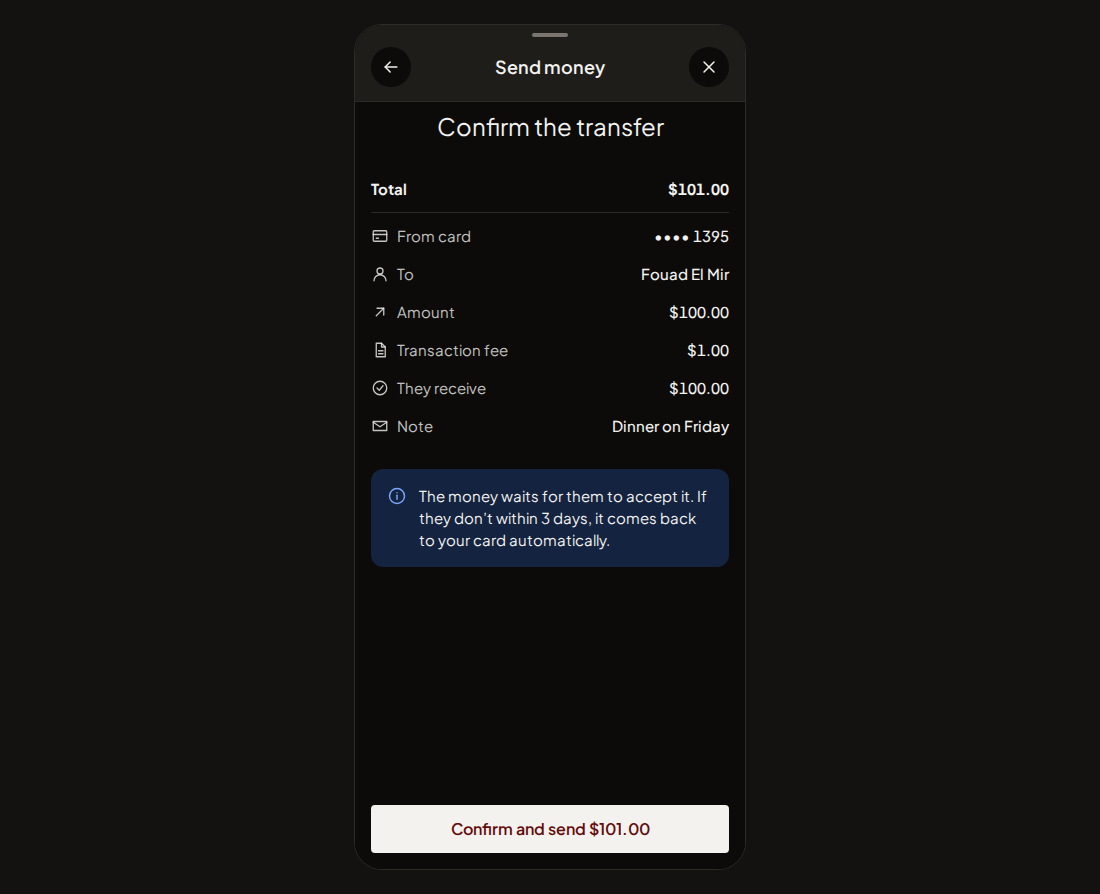 Send money
Confirm the transfer
Total $101.00
From card •••• 1395
To Fouad El Mir
Amount $100.00
Transaction fee $1.00
They receive $100.00
Note Dinner on Friday
The money waits for them to accept it. If
they don't within 3 days, it comes back
to your card automatically.
Confirm and send $101.00